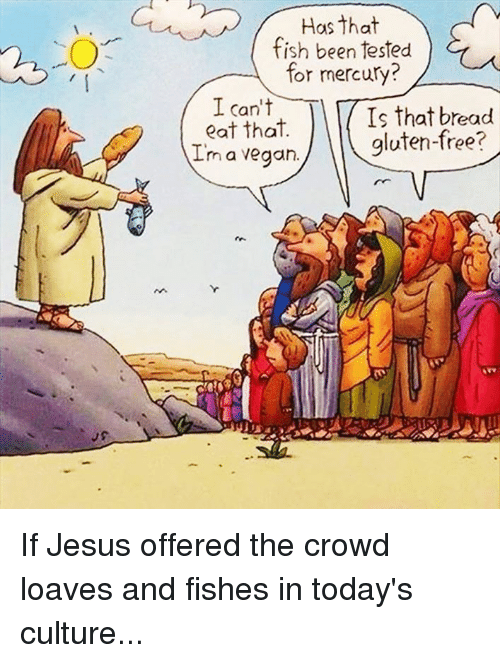 Has that
fish been tested
for mercury?
I can't
eat that.
I'm a vegan.
Is that bread
gluten-free?
If Jesus offered the crowd
loaves and fishes in today's
culture...